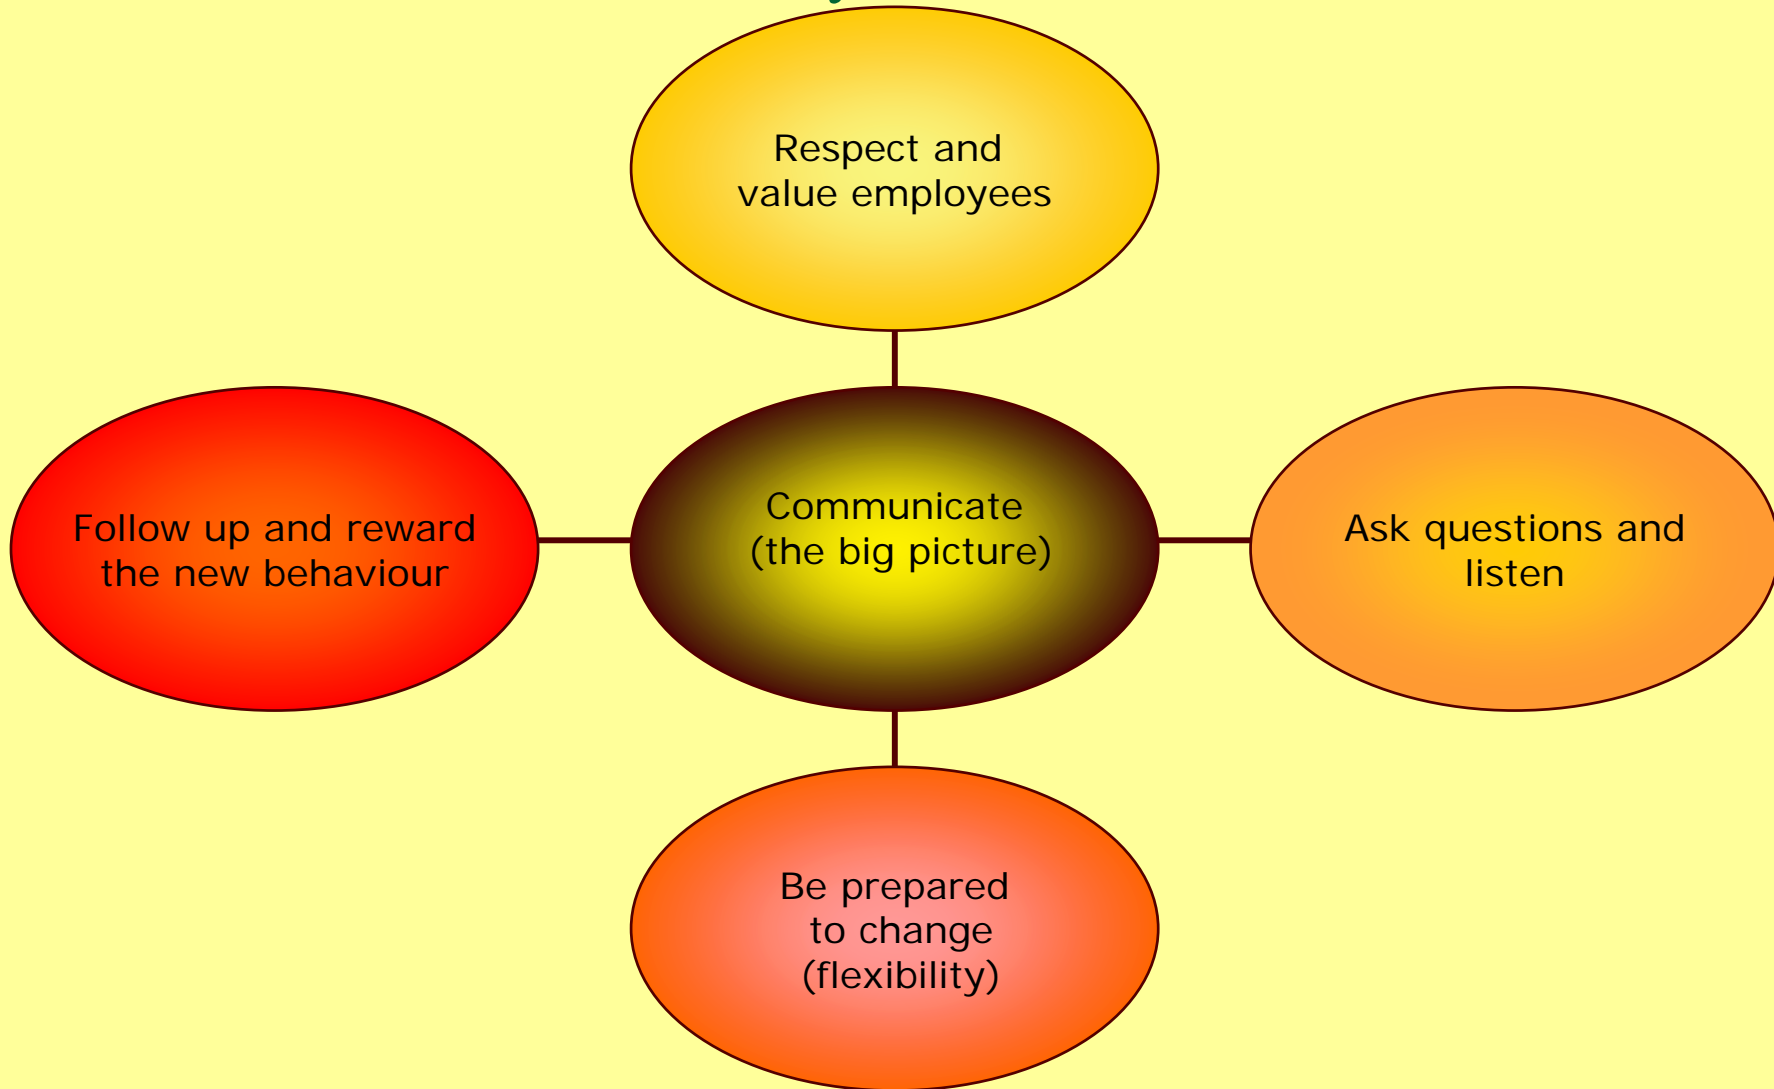 Respect and
value employees
Follow up and reward
the new behaviour
Communicate
(the big picture)
Ask questions and
listen
Be prepared
to change
(flexibility)